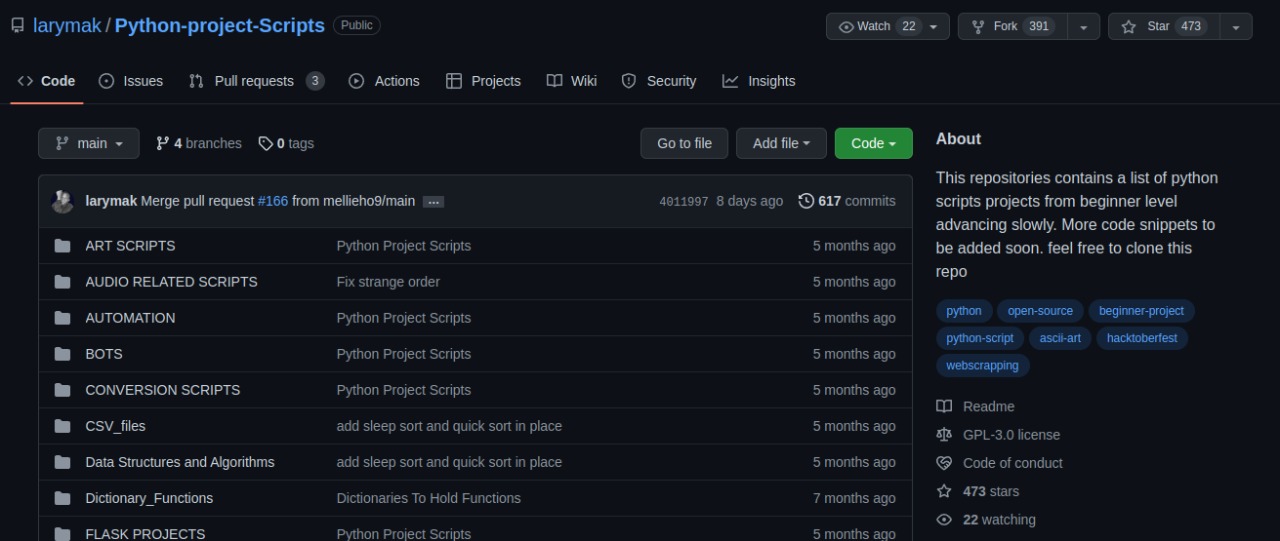 larymak / Python-project-Scripts Public Watch 22 Fork 391 Star 473
Code Issues Pull requests 3 Actions Projects Wiki Security Insights
main 4 branches 0 tags Go to file Add file Code
larymak Merge pull request #166 from mellieho9/main ... 4011997 8 days ago 617 commits
ART SCRIPTS Python Project Scripts 5 months ago
AUDIO RELATED SCRIPTS Fix strange order 5 months ago
AUTOMATION Python Project Scripts 5 months ago
BOTS Python Project Scripts 5 months ago
CONVERSION SCRIPTS Python Project Scripts 5 months ago
CSV_files add sleep sort and quick sort in place 5 months ago
Data Structures and Algorithms add sleep sort and quick sort in place 5 months ago
Dictionary_Functions Dictionaries To Hold Functions 7 months ago
FLASK PROJECTS Python Project Scripts 5 months ago
About
This repositories contains a list of python
scripts projects from beginner level
advancing slowly. More code snippets to
be added soon. feel free to clone this
repo
python open-source beginner-project
python-script ascii-art hacktoberfest
webscrapping
Readme
GPL-3.0 license
Code of conduct
473 stars
22 watching